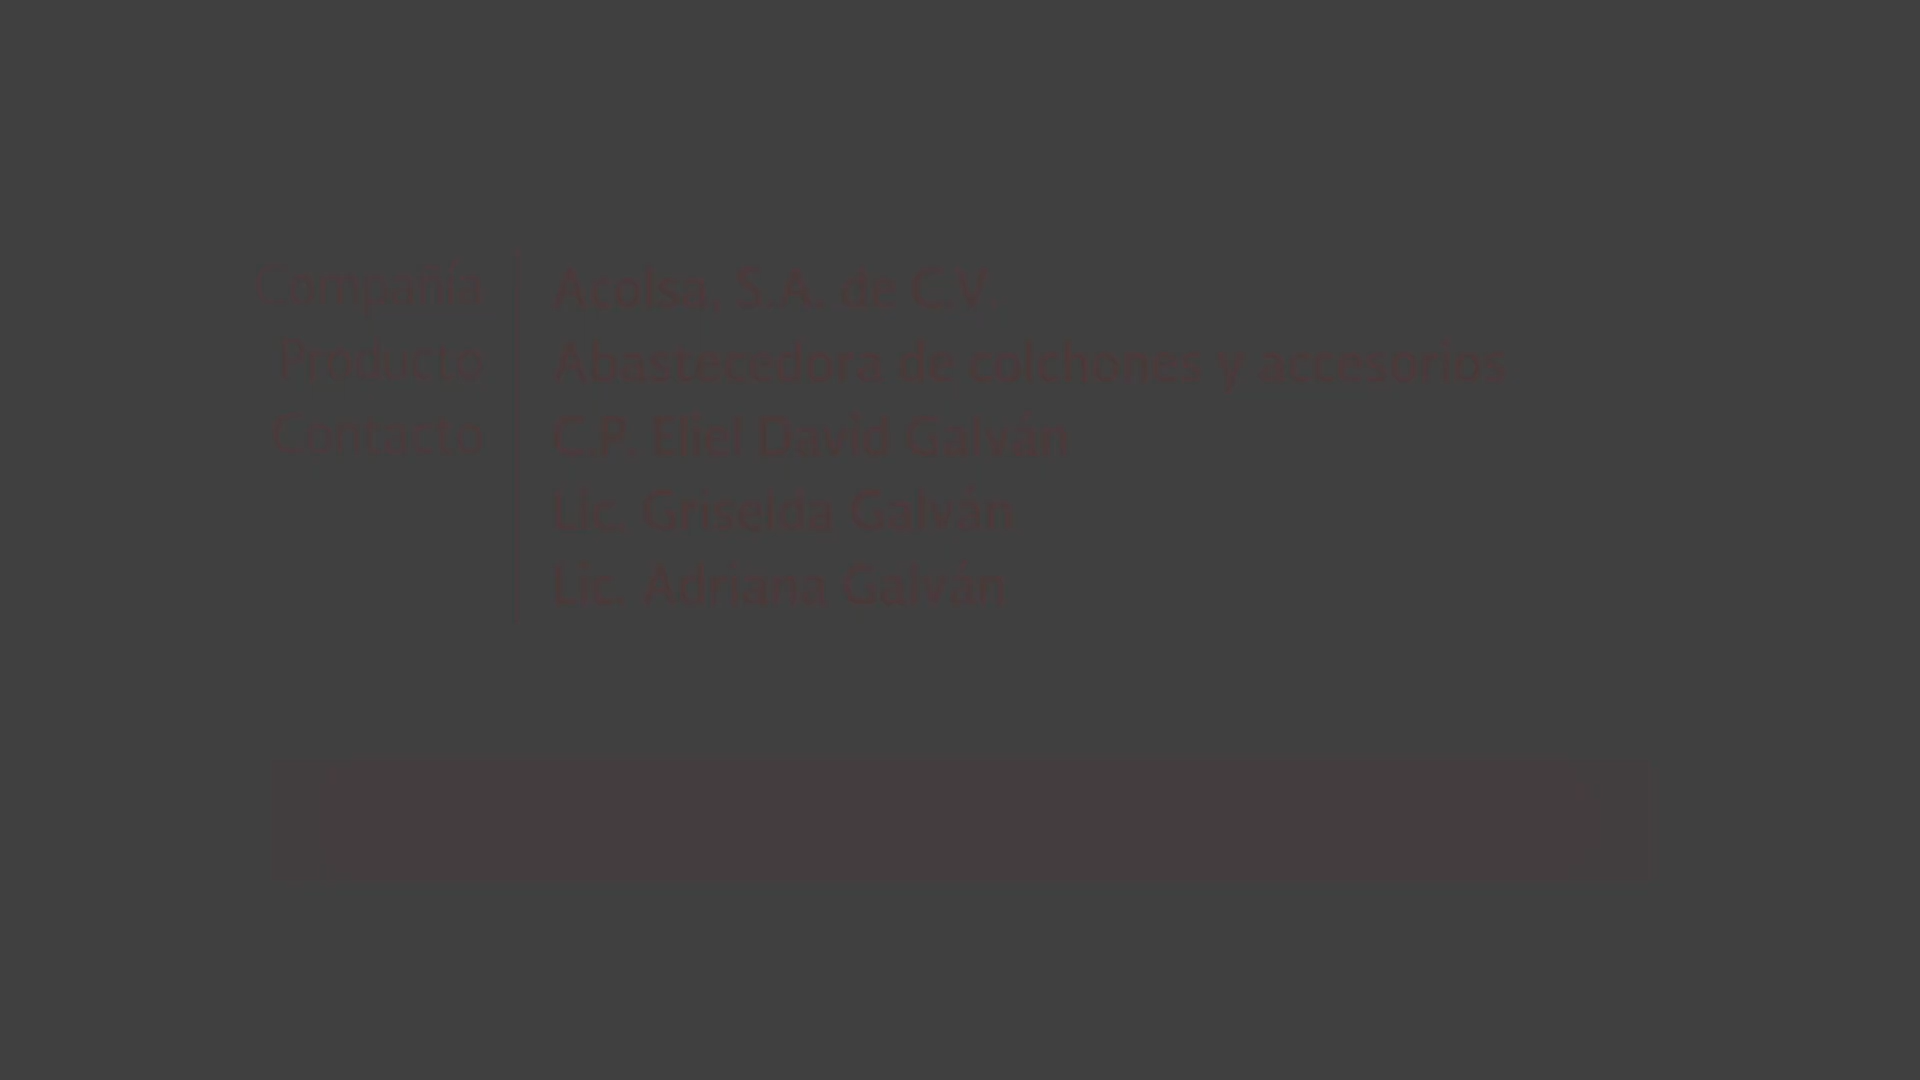 Compañía Acolsa, S.A. de C.V.
Producto Abastecedora de colchones y accesorios
Contacto C.P. Efiel David Galván
Lic. Griselda Galván
Lic. Adriana Galván